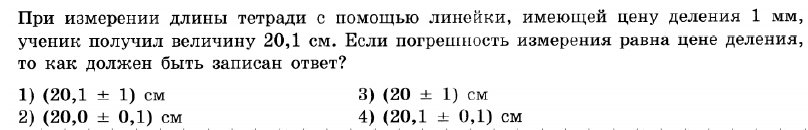 При измерении длины тетради с помощью линейки, имеющей цену деления 1 мм,
ученик получил величину 20,1 см. Если погрешность измерения равна цене деления,
то как должен быть записан ответ?
1) (20,1 ± 1) см 3) (20 ± 1) см
2) (20,0 ± 0,1) см 4) (20,1 ± 0,1) см